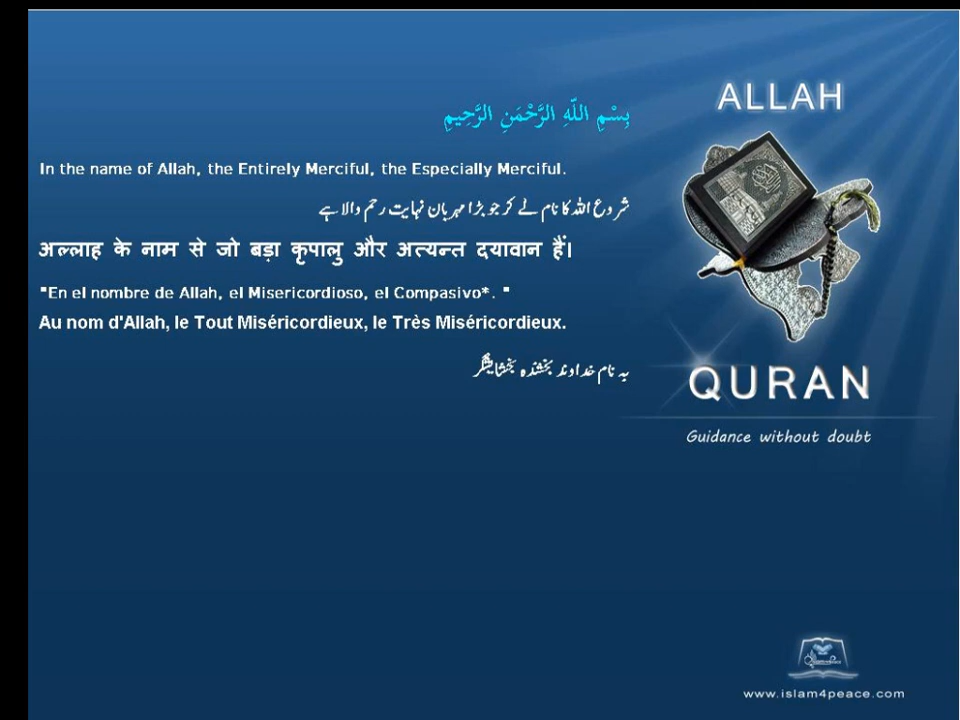 بِسْمِ اللّهِ الرَّحْمَنِ الرَّحِيمِ
In the name of Allah, the Entirely Merciful, the Especially Merciful.
شروع الله کا نام لے کر جو بڑا مہربان نہایت رحم والا ہے
अल्लाह के नाम से जो बड़ा कृपालु और अत्यन्त दयावान हैं।
"En el nombre de Allah, el Misericordioso, el Compasivo*. "
Au nom d'Allah, le Tout Miséricordieux, le Très Miséricordieux.
به نام خداوند بخشنده بخشایشگر
ALLAH
QURAN
Guidance without doubt
www.islam4peace.com